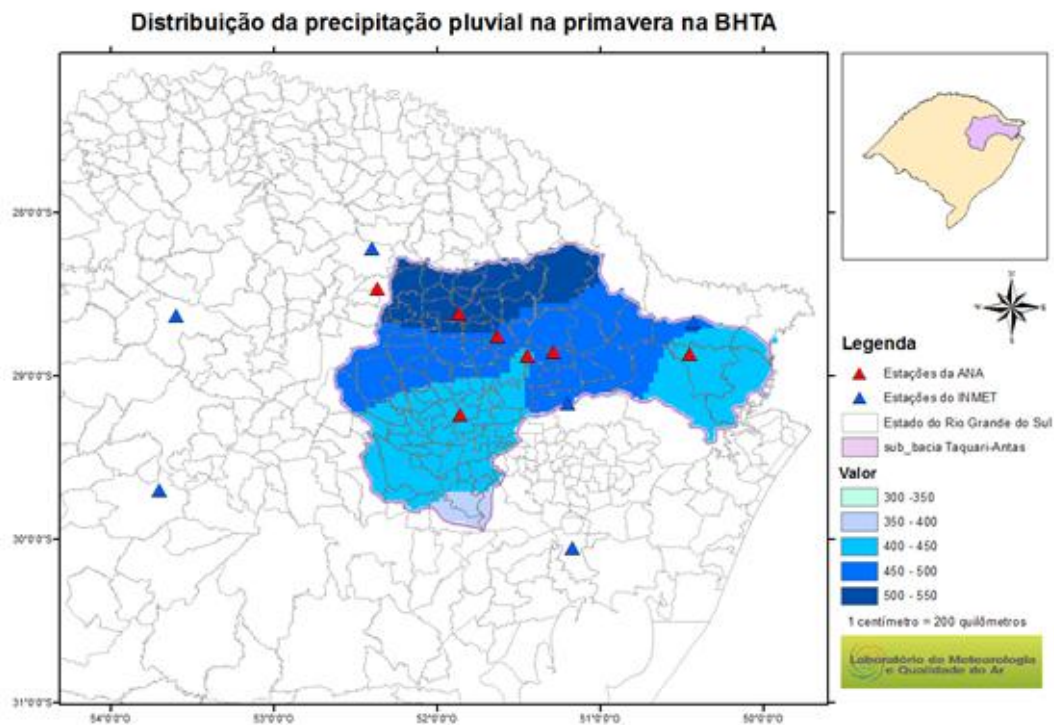 Distribuição da precipitação pluvial na primavera na BHTA
28°0'0"S
29°0'0"S
30°0'0"S
31°0'0"S
54°0'0"O
53°0'0"O
52°0'0"O
51°0'0"O
50°0'0"O
Legenda
Estações da ANA
Estações do INMET
Estado do Rio Grande do Sul
sub_bacia Taquari-Antas
Valor
300 -350
350 - 400
400 - 450
450 - 500
500 - 550
1 centímetro = 200 quilômetros
Laboratório de Meteorologia
e Qualidade do Ar